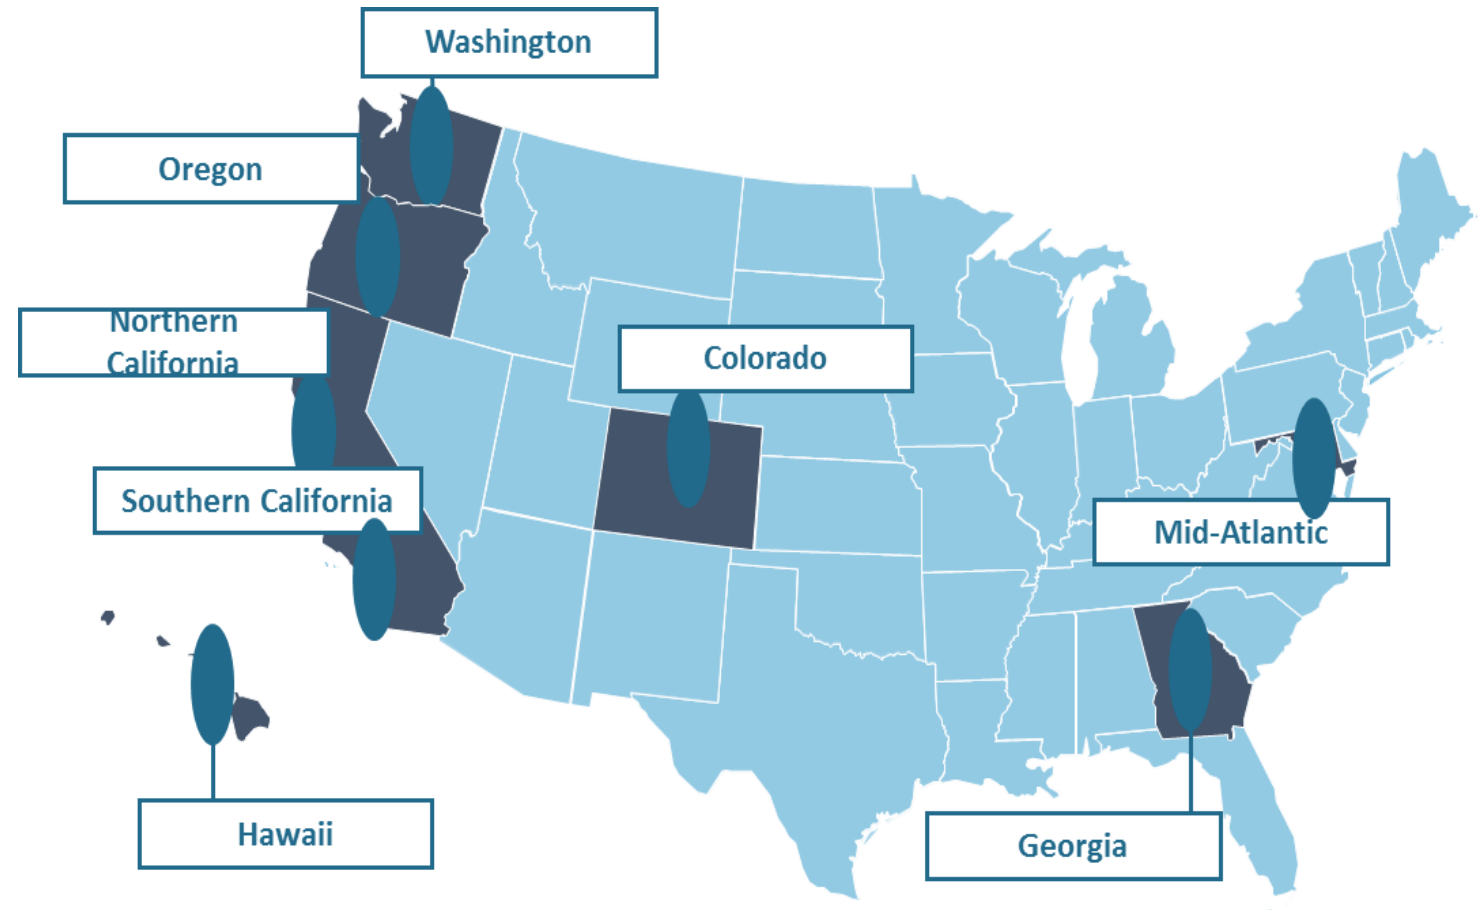 Washington
Oregon
Northern
California
Colorado
Southern California
Mid-Atlantic
Hawaii
Georgia